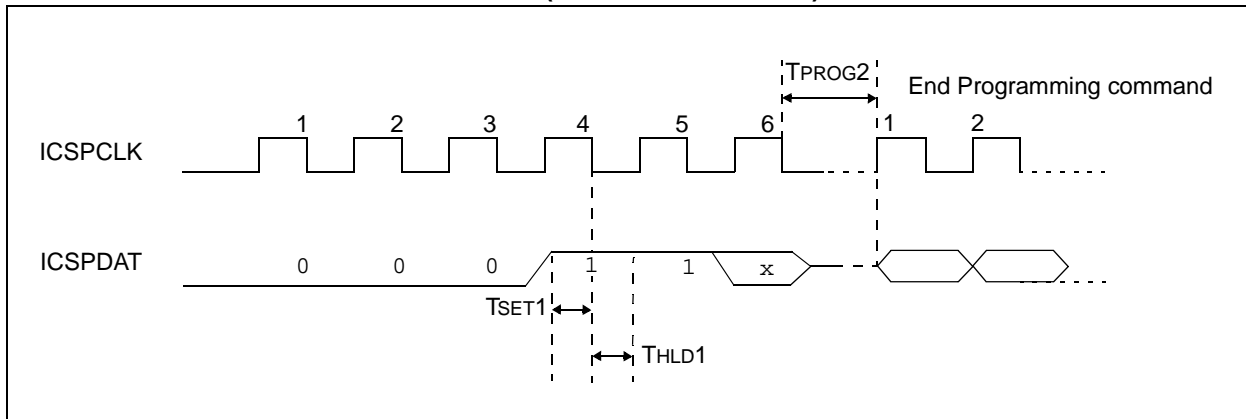 TPROG2
End Programming command
1 2 3 4 5 6 1 2
ICSPCLK
ICSPDAT
0 0 0 1 1 x
TSET1
THLD1